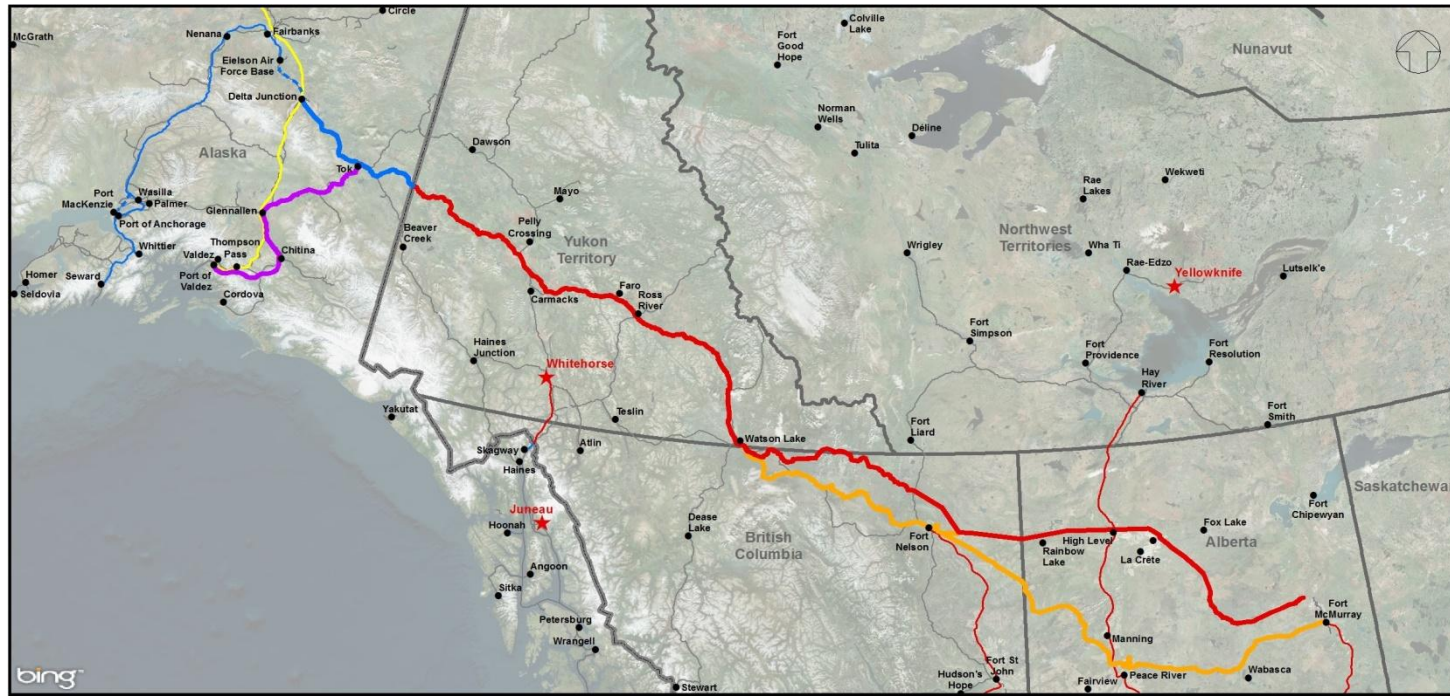 Circle
McGrath
Nenana
Fairbanks
Eielson Air
Force Base
Delta Junction
Alaska
Tok
Port
MacKenzie
Wasilla
Palmer
Port of Anchorage
Glennallen
Whittier
Thompson
Pass
Chitina
Valdez
Port of
Valdez
Homer
Seldovia
Seward
Cordova
Colville
Lake
Fort
Good
Hope
Nunavut
Norman
Wells
Tulita
Déline
Dawson
Mayo
Rae
Lakes
Wekweti
Beaver
Creek
Pelly
Crossing
Yukon
Territory
Wrigley
Northwest
Territories
Wha Ti
Rae-Edzo
Yellowknife
Lutselk'e
Carmacks
Faro
Ross
River
Haines
Junction
Whitehorse
Fort
Simpson
Fort
Providence
Fort
Resolution
Hay
River
Yakutat
Teslin
Fort
Liard
Fort
Smith
Skagway
Haines
Atlin
Watson Lake
Juneau
Hoonah
Dease
Lake
British
Columbia
Fort
Nelson
Rainbow
Lake
High Level
La Crête
Fox Lake
Alberta
Fort
Chipewyan
Saskatchewa
Angoon
Sitka
Petersburg
Wrangell
Manning
Fort
McMurray
Stewart
Hudson's
Hope
Fort St
John
Fairview
Peace River
Wabasca
bing